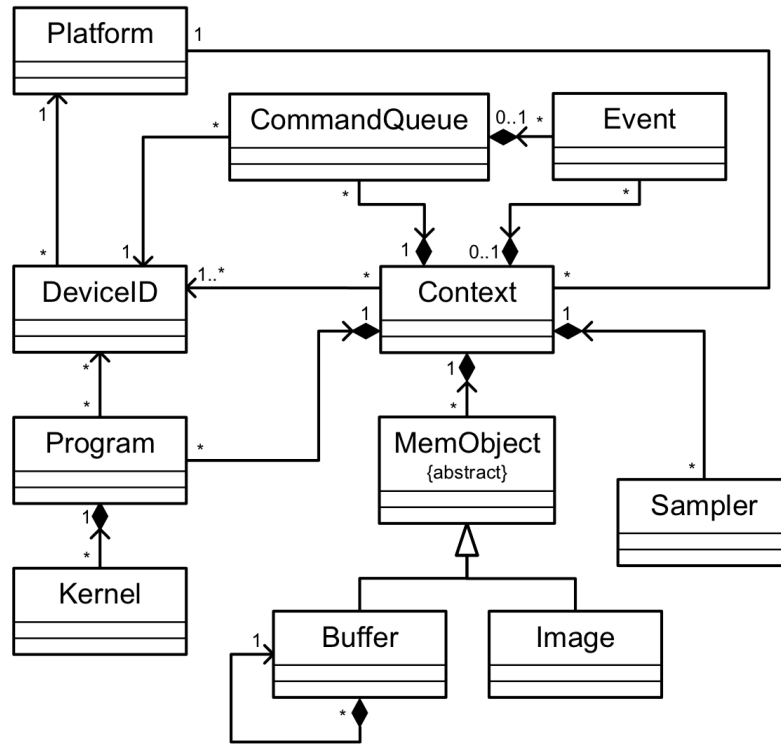 Platform
1
1
CommandQueue
0..1
*
Event
*
*
*
1
0..1
*
1
DeviceID
1..*
*
Context
*
1
1
*
1
*
*
Program
*
MemObject
{abstract}
1
*
*
Sampler
Kernel
1
Buffer
Image
*